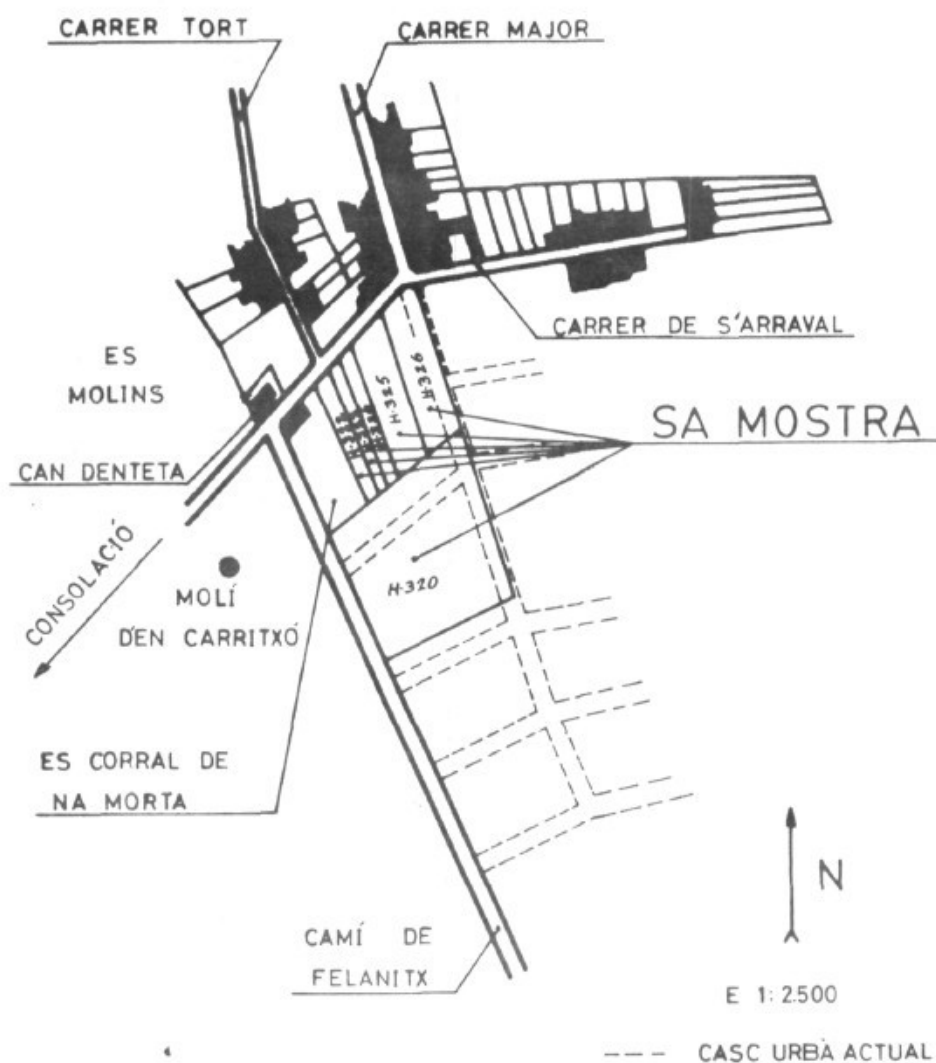 CARRER TORT
CARRER MAJOR
CARRER DE S'ARRAVAL
ES
MOLINS
H-325
H-326
SA MOSTRA
CAN DENTETA
CONSOLACIÓ
MOLÍ
D'EN CARRITXÓ
H-320
ES CORRAL DE
NA MORTA
N
CAMÍ DE
FELANITX
E 1:2.500
CASC URBÀ ACTUAL